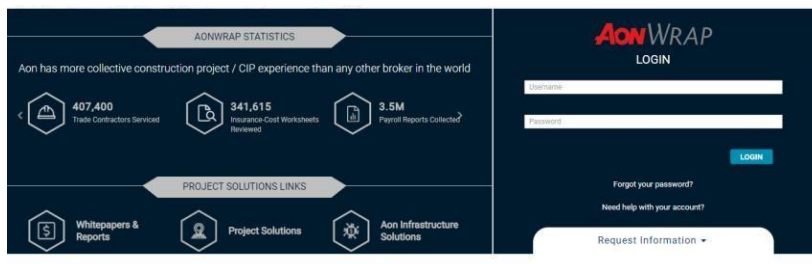 AONWRAP STATISTICS
Aon has more collective construction project / CIP experience than any other broker in the world
407,400
Trade Contractors Serviced
341,615
Insurance-Cost Worksheets
Reviewed
3.5M
Payroll Reports Collected
PROJECT SOLUTIONS LINKS
Whitepapers &
Reports
Project Solutions
Aon Infrastructure
Solutions
AONWRAP
LOGIN
Username
Password
LOGIN
Forgot your password?
Need help with your account?
Request Information